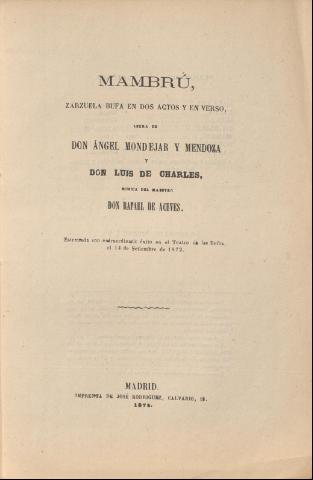 MAMBRÚ,
ZARZUELA BUFA EN DOS ACTOS Y EN VERSO,
LETRA DE
DON ÁNGEL MONDEJAR Y MENDOZA
Y
DON LUIS DE CHARLES,
MÚSICA DEL MAESTRO
DON RAFAEL DE ACEVES.
Estrenada con extraordinario éxito en el Teatro de los Bufos,
el 14 de Setiembre de 1872.
MADRID.
IMPRENTA DE JOSÉ RODRIGUEZ, CALVARIO, 18.